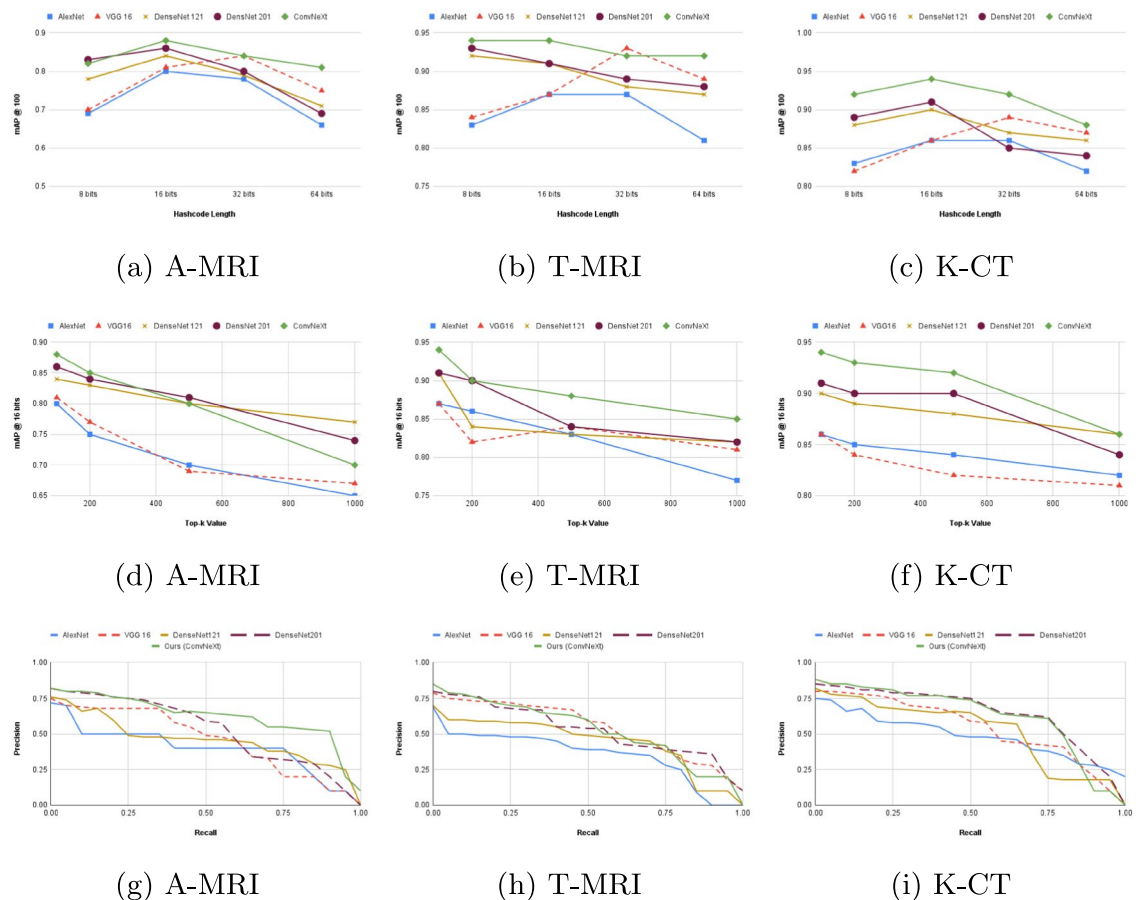 AlexNet VGG 16 DenseNet 121 DensNet 201 ConvNeXt
0.9
0.8
0.7
0.6
0.5
mAP @ 100
8 bits 16 bits 32 bits 64 bits
Hashcode Length
(a) A-MRI
AlexNet VGG 16 DenseNet 121 DensNet 201 ConvNeXt
0.95
0.90
0.85
0.80
0.75
mAP @ 100
8 bits 16 bits 32 bits 64 bits
Hashcode Length
(b) T-MRI
AlexNet VGG 16 DenseNet 121 DensNet 201 ConvNeXt
1.00
0.95
0.90
0.85
0.80
mAP @ 100
8 bits 16 bits 32 bits 64 bits
Hashcode Length
(c) K-CT
AlexNet VGG16 DenseNet 121 DensNet 201 ConvNeXt
0.90
0.85
0.80
0.75
0.70
0.65
mAP @ 16 bits
200 400 600 800 1000
Top-k Value
(d) A-MRI
AlexNet VGG16 DenseNet 121 DensNet 201 ConvNeXt
0.95
0.90
0.85
0.80
0.75
mAP @ 16 bits
200 400 600 800 1000
Top-k Value
(e) T-MRI
AlexNet VGG16 DenseNet 121 DensNet 201 ConvNeXt
0.95
0.90
0.85
0.80
mAP @ 16 bits
200 400 600 800 1000
Top-k Value
(f) K-CT
AlexNet VGG 16 DenseNet121 DenseNet201
Ours (ConvNeXt)
1.00
0.75
0.50
0.25
0.00
Precision
0.00 0.25 0.50 0.75 1.00
Recall
(g) A-MRI
AlexNet VGG 16 DenseNet121 DenseNet201
Ours (ConvNeXt)
1.00
0.75
0.50
0.25
0.00
Precision
0.00 0.25 0.50 0.75 1.00
Recall
(h) T-MRI
AlexNet VGG 16 DenseNet121 DenseNet201
Ours (ConvNeXt)
1.00
0.75
0.50
0.25
0.00
Precision
0.00 0.25 0.50 0.75 1.00
Recall
(i) K-CT